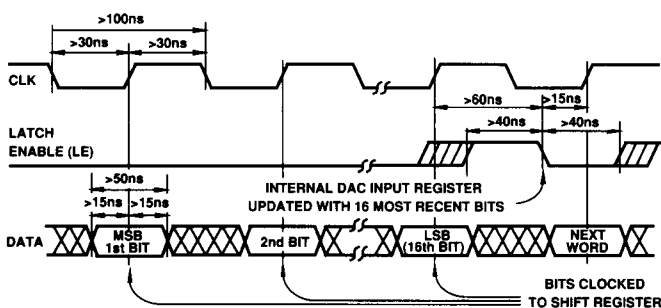 >100ns
>30ns >30ns
CLK
>60ns >15ns
LATCH
ENABLE (LE)
>40ns >40ns
>50ns
>15ns >15ns
INTERNAL DAC INPUT REGISTER
UPDATED WITH 16 MOST RECENT BITS
DATA
MSB
1st BIT
2nd BIT
LSB
(16th BIT)
NEXT
WORD
BITS CLOCKED
TO SHIFT REGISTER